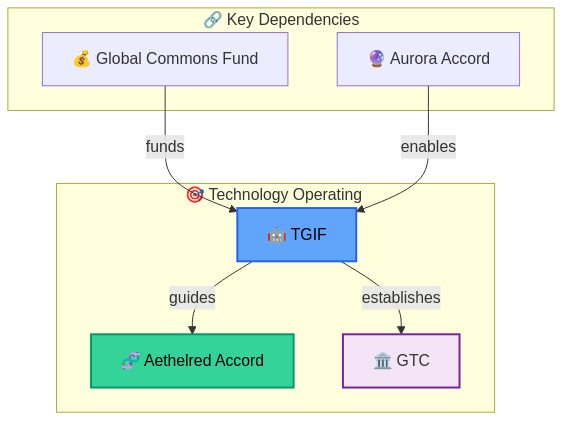 🔗 Key Dependencies
💰 Global Commons Fund
🔮 Aurora Accord
funds
enables
🎯 Technology Operating
🤖 TGIF
guides
establishes
🧬 Aethelred Accord
🏛️ GTC